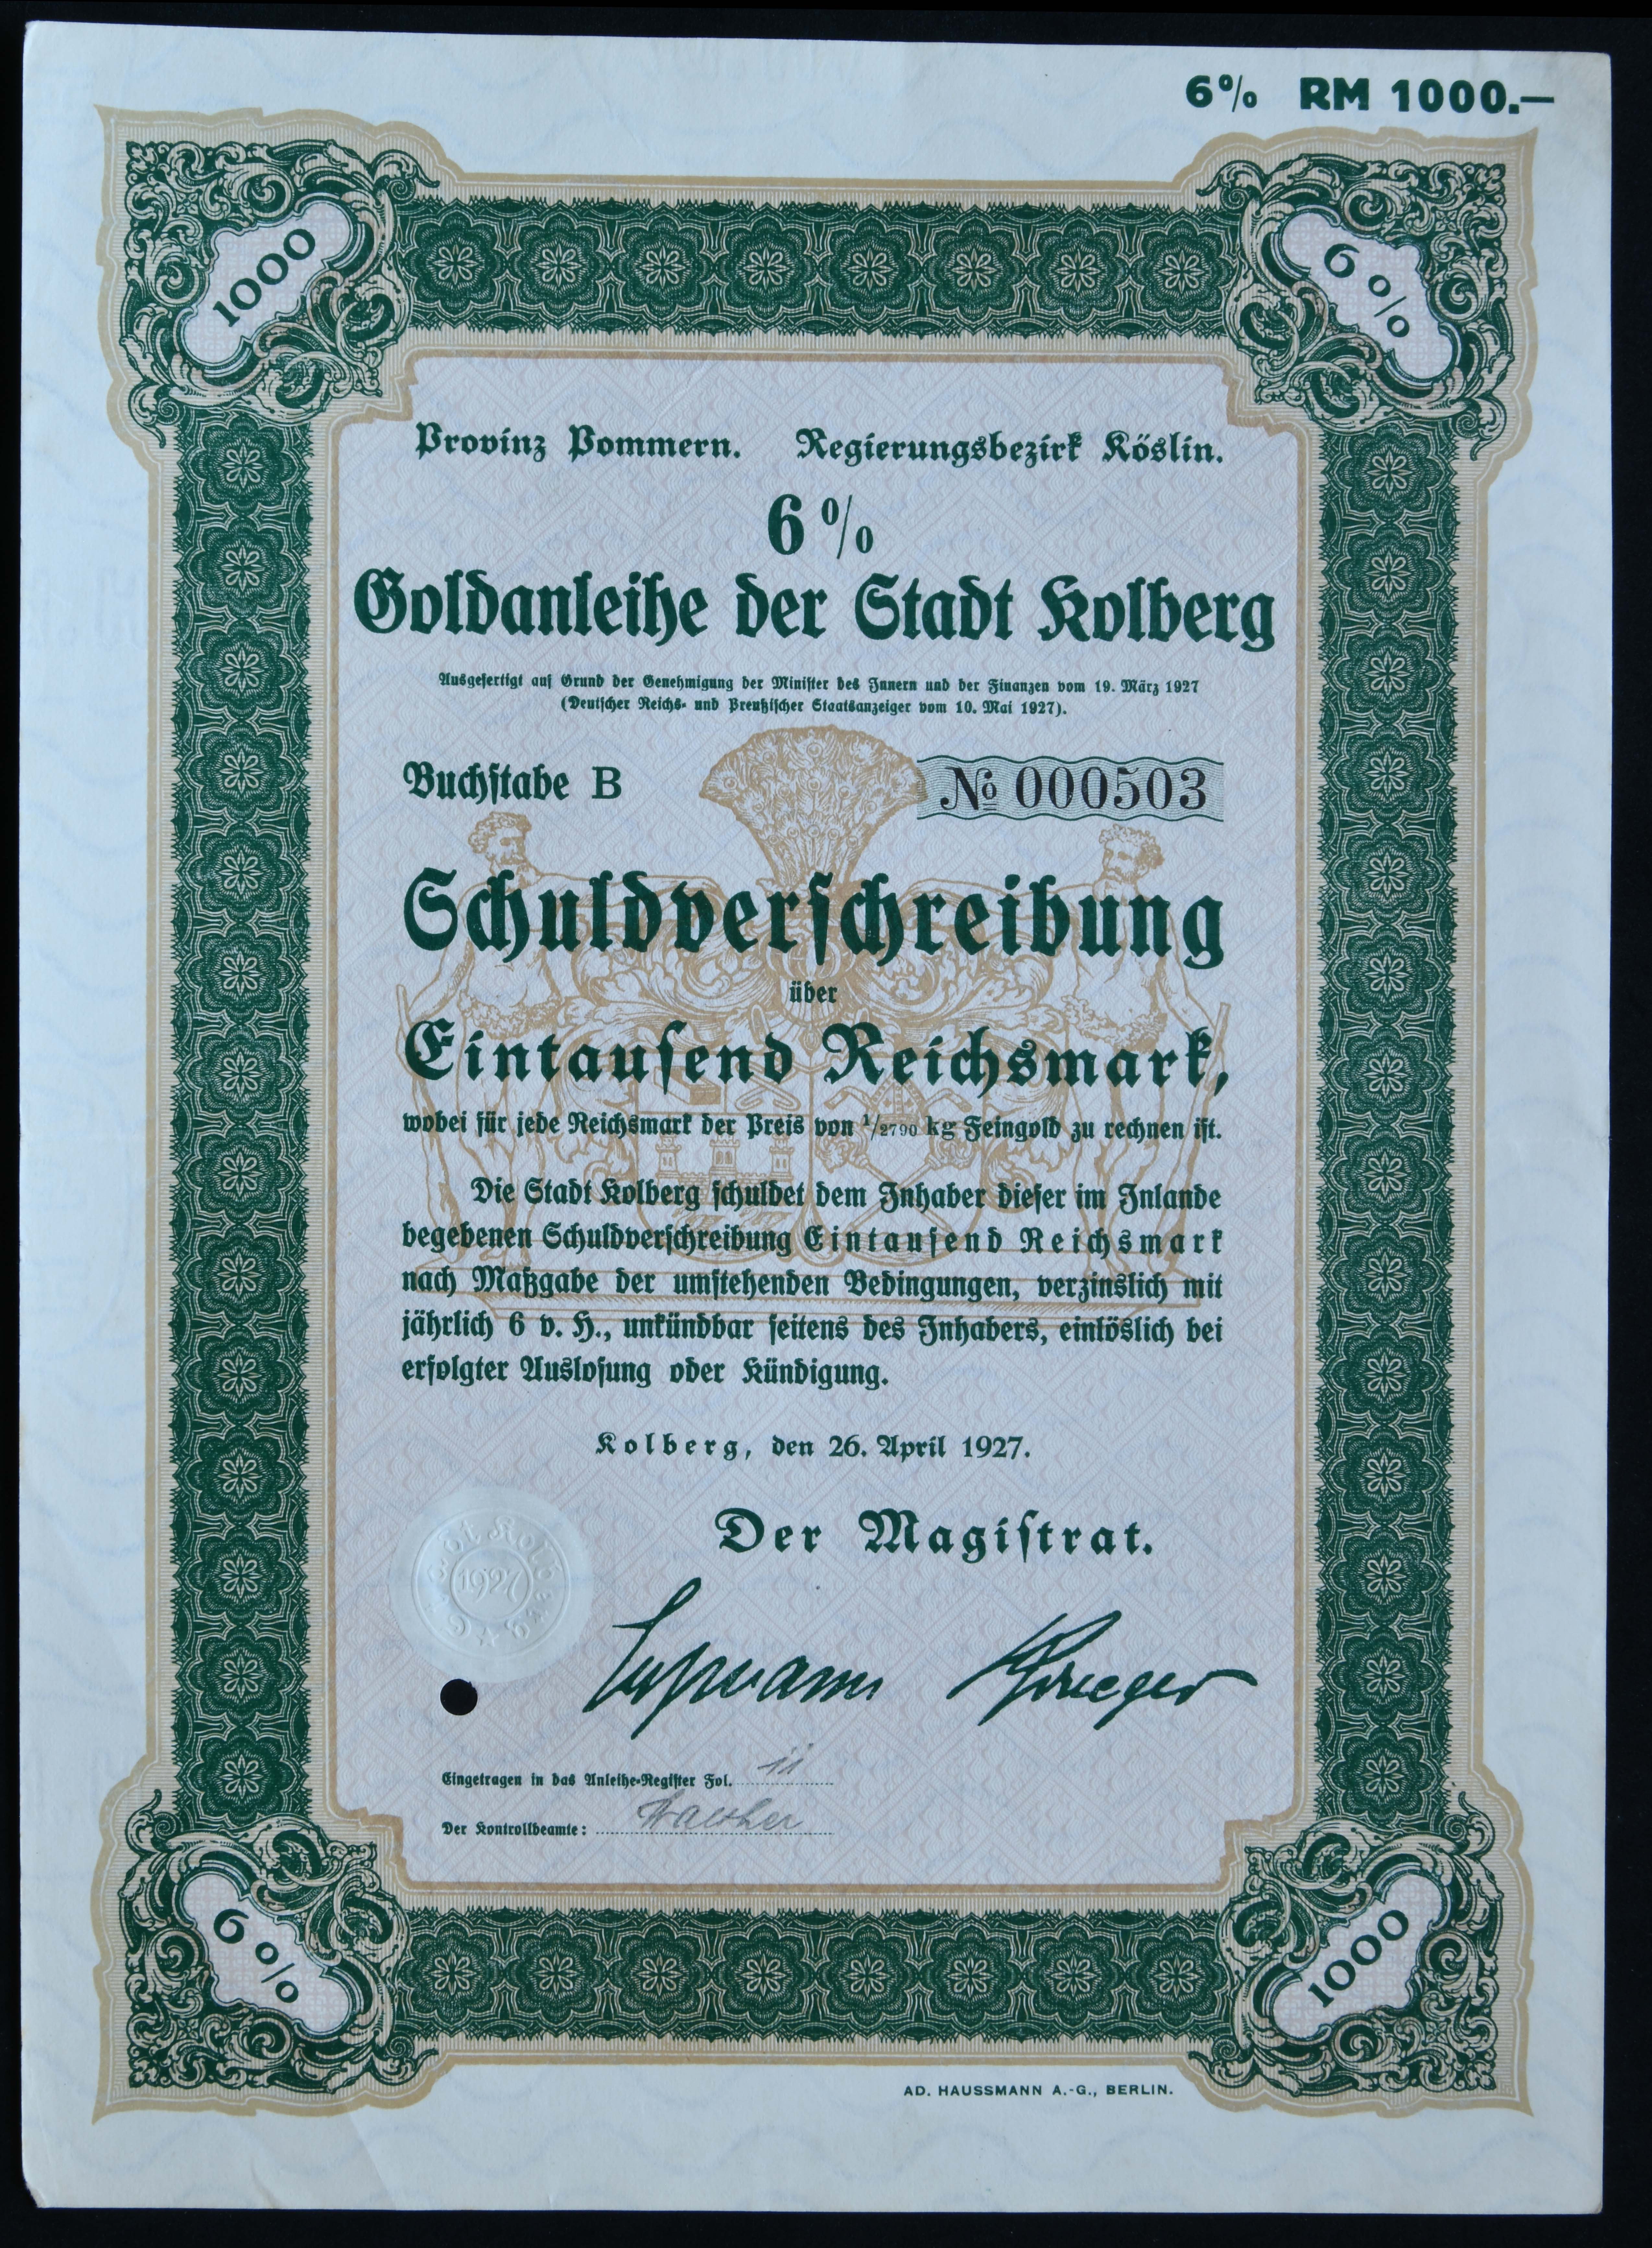 6% RM 1000.—
1000
6%
Provinz Pommern. Regierungsbezirk Köslin.
6%
Goldanleihe der Stadt Kolberg
Ausgefertigt auf Grund der Genehmigung der Minister des Innern und der Finanzen vom 19. März 1927
(Deutscher Reichs- und Preußischer Staatsanzeiger vom 10. Mai 1927).
Buchstabe B
№ 000503
Schuldverschreibung
über
Eintausend Reichsmark,
wobei für jede Reichsmark der Preis von 1/2790 kg Feingold zu rechnen ist.
Die Stadt Kolberg schuldet dem Inhaber dieser im Inlande
begebenen Schuldverschreibung Eintausend Reichsmark
nach Maßgabe der umstehenden Bedingungen, verzinslich mit
jährlich 6 v. H., unkündbar seitens des Inhabers, einlöslich bei
erfolgter Auslosung oder Kündigung.
Kolberg, den 26. April 1927.
Der Magistrat.
Stadt Kolberg
1927
Krueger
Eingetragen in das Anleihe-Register Fol. 11
Der Kontrollbeamte:
6%
1000
AD. HAUSSMANN A.-G., BERLIN.